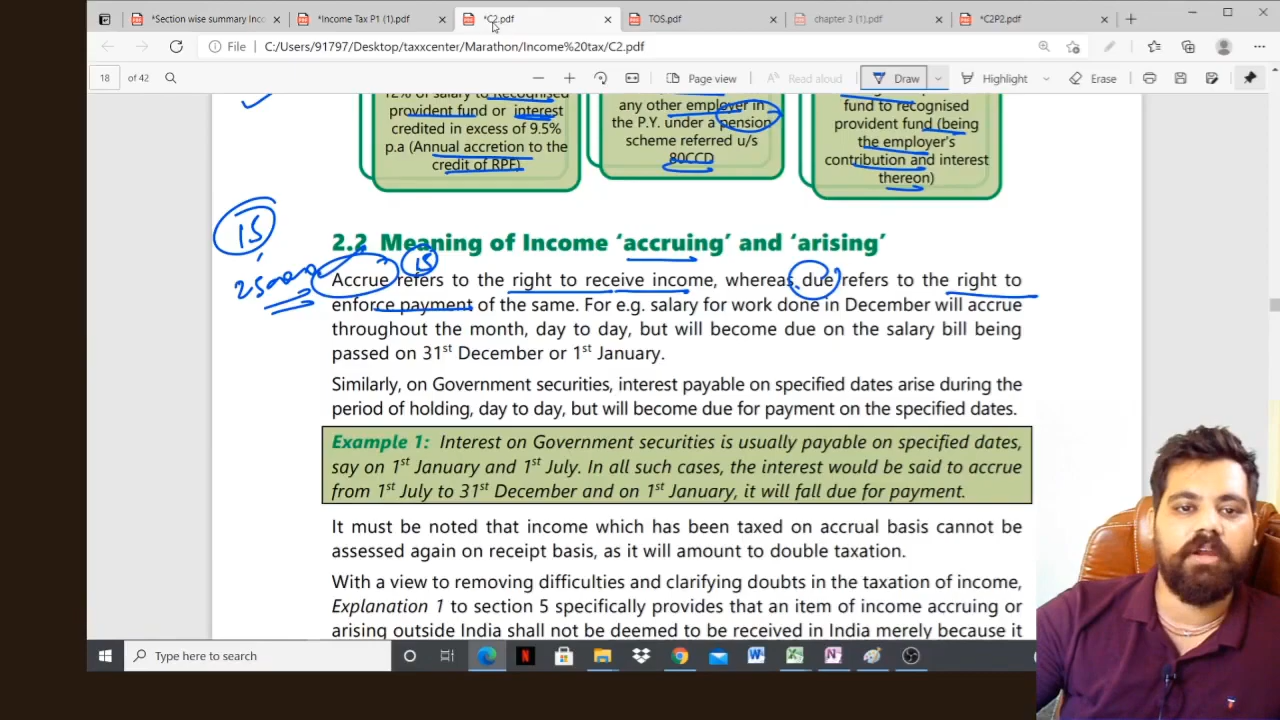 *Section wise summary Inc
*Income Tax P1 (1).pdf
*C2.pdf
TOS.pdf
chapter 3 (1).pdf
*C2P2.pdf
File
C:/Users/91797/Desktop/taxxcenter/Marathon/Income%20tax/C2.pdf
18 of 42
Page view
Read aloud
Draw
Highlight
Erase
12% of salary to Recognised
provident fund or interest
credited in excess of 9.5%
p.a (Annual accretion to the
credit of RPF)
any other employer in
the P.Y. under a pension
scheme referred u/s
80CCD
fund to recognised
provident fund (being
the employer's
contribution and interest
thereon)
15
2.2 Meaning of Income ‘accruing’ and ‘arising’
15
Accrue refers to the right to receive income, whereas due refers to the right to
enforce payment of the same. For e.g. salary for work done in December will accrue
throughout the month, day to day, but will become due on the salary bill being
passed on 31st December or 1st January.
Similarly, on Government securities, interest payable on specified dates arise during the
period of holding, day to day, but will become due for payment on the specified dates.
Example 1: Interest on Government securities is usually payable on specified dates,
say on 1st January and 1st July. In all such cases, the interest would be said to accrue
from 1st July to 31st December and on 1st January, it will fall due for payment.
It must be noted that income which has been taxed on accrual basis cannot be
assessed again on receipt basis, as it will amount to double taxation.
With a view to removing difficulties and clarifying doubts in the taxation of income,
Explanation 1 to section 5 specifically provides that an item of income accruing or
arising outside India shall not be deemed to be received in India merely because it
Type here to search